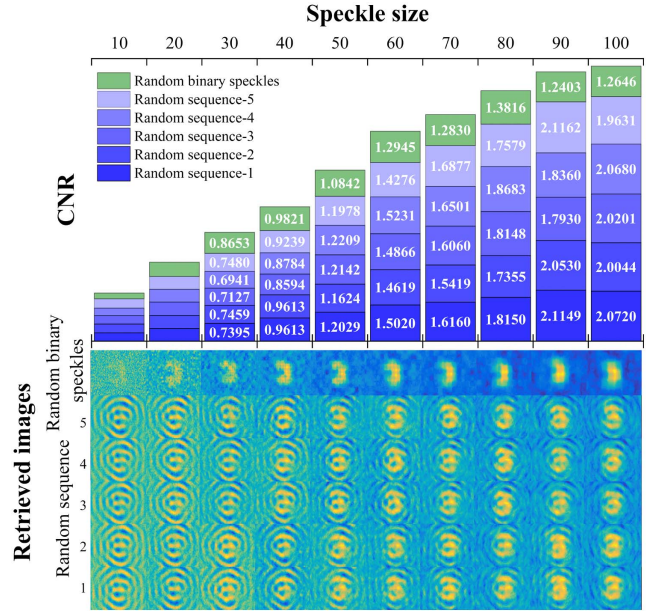 Speckle size
10 20 30 40 50 60 70 80 90 100
CNR
Random binary speckles
Random sequence-5
Random sequence-4
Random sequence-3
Random sequence-2
Random sequence-1
0.8653 0.9821 1.0842 1.2945 1.2830 1.3816 1.2403 1.2646
0.7480 0.9239 1.1978 1.4276 1.6877 1.7579 2.1162 1.9631
0.6941 0.8784 1.2209 1.5231 1.6501 1.8683 1.8360 2.0680
0.7127 0.8594 1.2142 1.4866 1.6060 1.8148 1.7930 2.0201
0.7459 0.9613 1.1624 1.4619 1.5419 1.7355 2.0530 2.0044
0.7395 0.9613 1.2029 1.5020 1.6160 1.8150 2.1149 2.0720
Retrieved images
Random binary
speckles
Random sequence
5
4
3
2
1